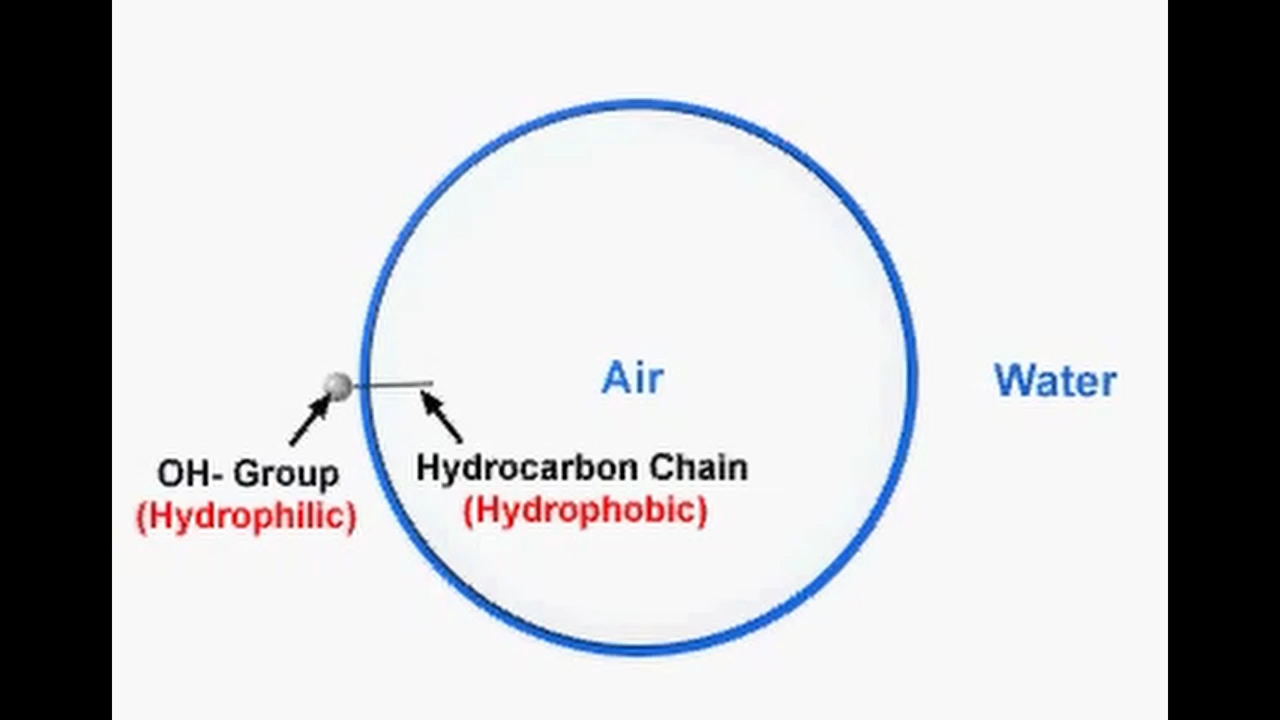 Air
Water
OH- Group
(Hydrophilic)
Hydrocarbon Chain
(Hydrophobic)